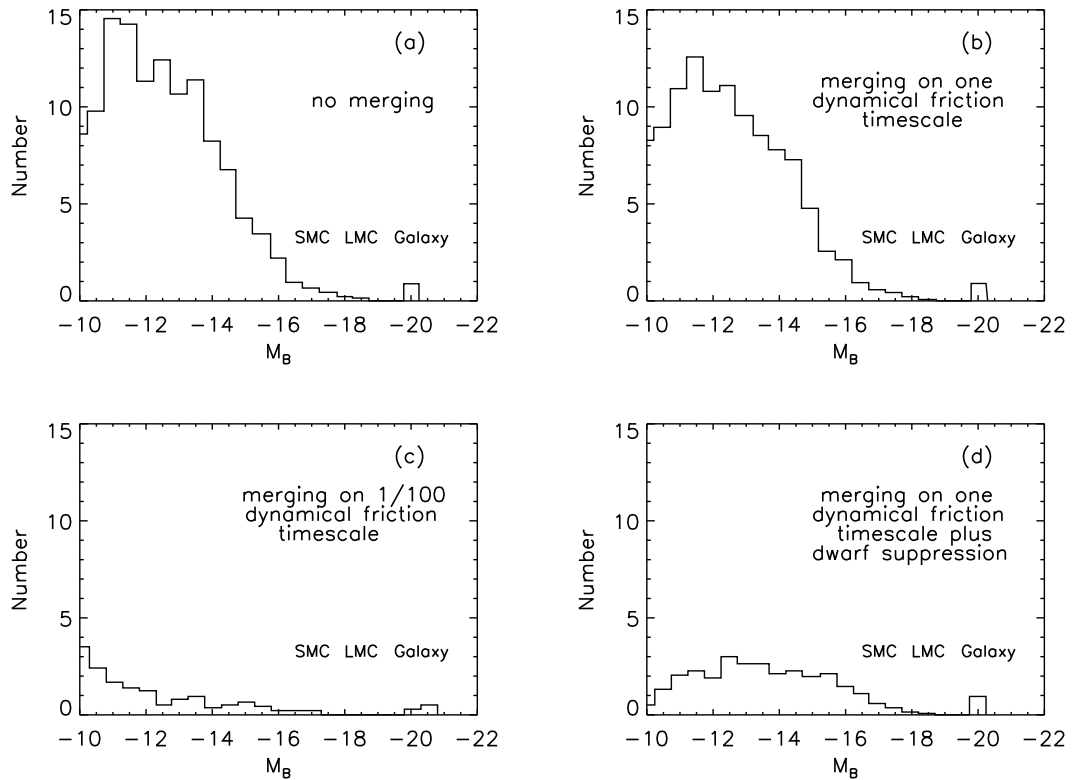 (a)
no merging
SMC LMC Galaxy
Number
15
10
5
0
−10 −12 −14 −16 −18 −20 −22
M_B
(b)
merging on one
dynamical friction
timescale
SMC LMC Galaxy
Number
15
10
5
0
−10 −12 −14 −16 −18 −20 −22
M_B
(c)
merging on 1/100
dynamical friction
timescale
SMC LMC Galaxy
Number
15
10
5
0
−10 −12 −14 −16 −18 −20 −22
M_B
(d)
merging on one
dynamical friction
timescale plus
dwarf suppression
SMC LMC Galaxy
Number
15
10
5
0
−10 −12 −14 −16 −18 −20 −22
M_B